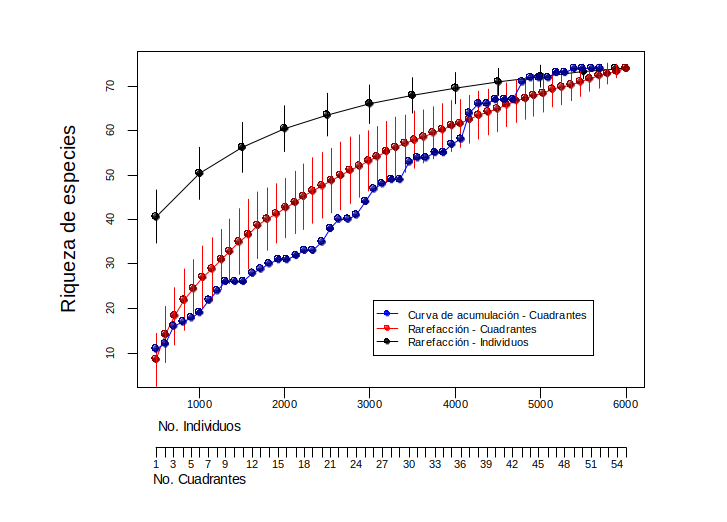 Riqueza de especies
70
60
50
40
30
20
10
Curva de acumulación - Cuadrantes
Rarefacción - Cuadrantes
Rarefacción - Individuos
1000 2000 3000 4000 5000 6000
No. Individuos
1 3 5 7 9 12 15 18 21 24 27 30 33 36 39 42 45 48 51 54
No. Cuadrantes